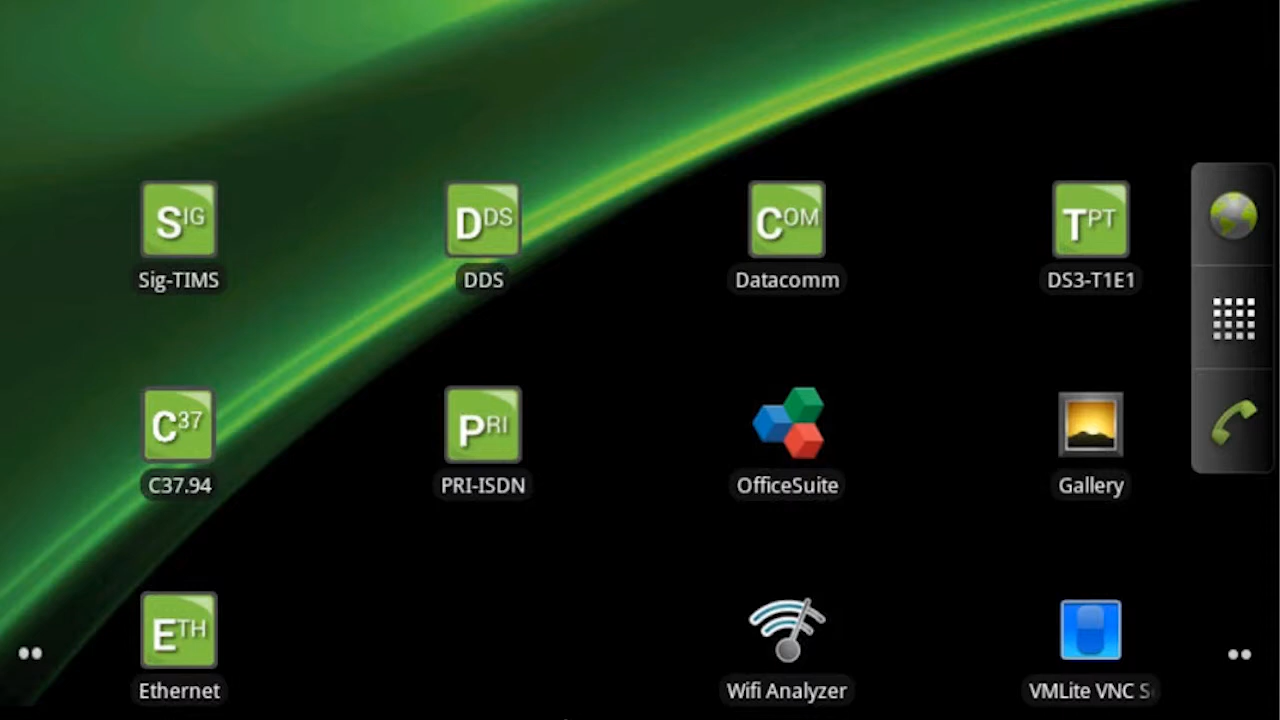 SIG
DDS
COM
TPT
Sig-TIMS
DDS
Datacomm
DS3-T1E1
C37
PRI
C37.94
PRI-ISDN
OfficeSuite
Gallery
ETH
Ethernet
Wifi Analyzer
VMLite VNC S